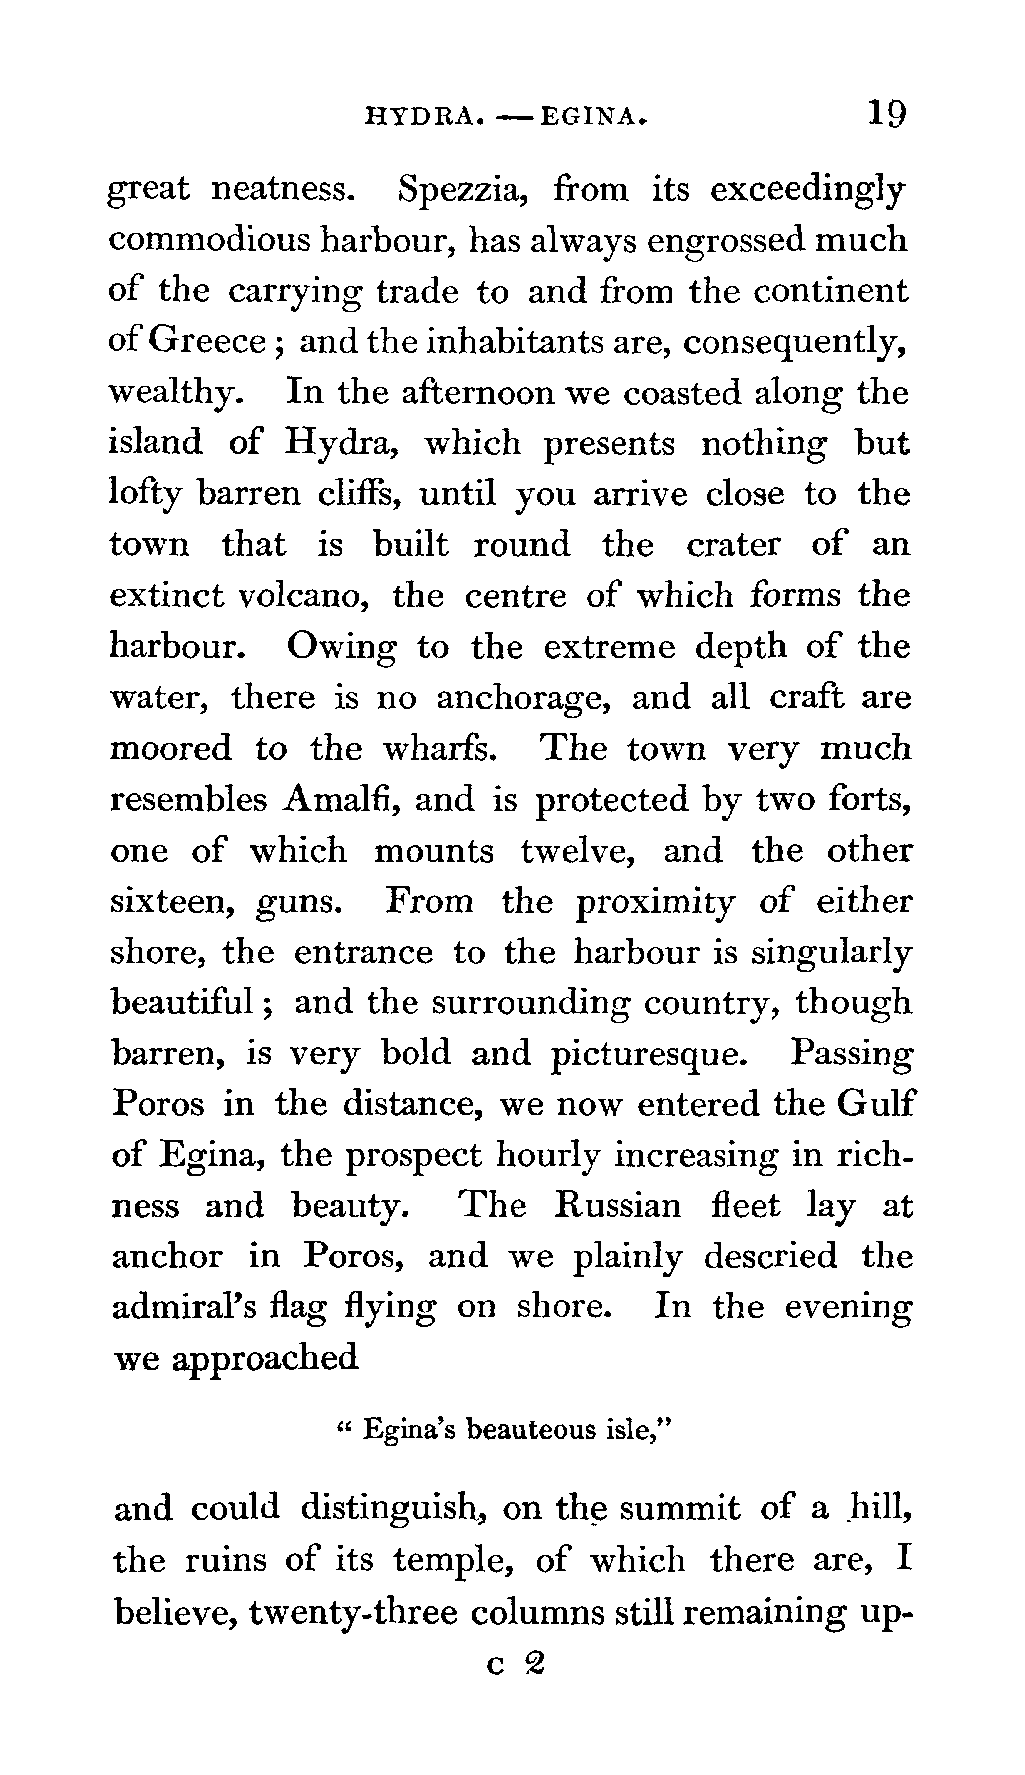 HYDRA. — EGINA. 19
great neatness. Spezzia, from its exceedingly
commodious harbour, has always engrossed much
of the carrying trade to and from the continent
of Greece ; and the inhabitants are, consequently,
wealthy. In the afternoon we coasted along the
island of Hydra, which presents nothing but
lofty barren cliffs, until you arrive close to the
town that is built round the crater of an
extinct volcano, the centre of which forms the
harbour. Owing to the extreme depth of the
water, there is no anchorage, and all craft are
moored to the wharfs. The town very much
resembles Amalfi, and is protected by two forts,
one of which mounts twelve, and the other
sixteen, guns. From the proximity of either
shore, the entrance to the harbour is singularly
beautiful ; and the surrounding country, though
barren, is very bold and picturesque. Passing
Poros in the distance, we now entered the Gulf
of Egina, the prospect hourly increasing in rich-
ness and beauty. The Russian fleet lay at
anchor in Poros, and we plainly descried the
admiral's flag flying on shore. In the evening
we approached
“ Egina's beauteous isle,”
and could distinguish, on the summit of a hill,
the ruins of its temple, of which there are, I
believe, twenty-three columns still remaining up-
C 2